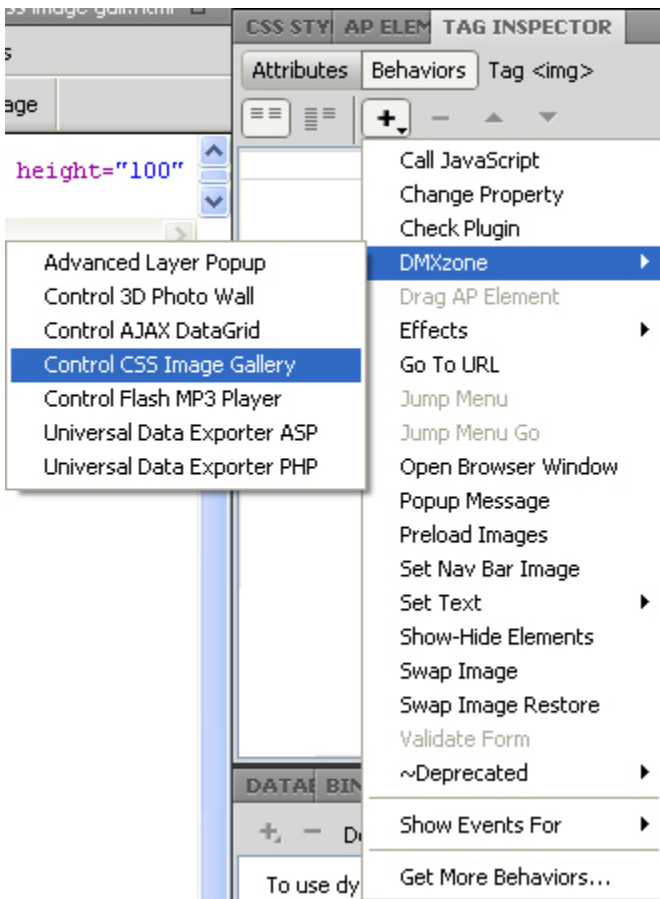 CSS STYL AP ELEM TAG INSPECTOR
Attributes Behaviors Tag <img>
age
height="100"
Call JavaScript
Change Property
Check Plugin
DMXzone
Drag AP Element
Effects
Go To URL
Jump Menu
Jump Menu Go
Open Browser Window
Popup Message
Preload Images
Set Nav Bar Image
Set Text
Show-Hide Elements
Swap Image
Swap Image Restore
Validate Form
~Deprecated
Show Events For
Get More Behaviors...
Advanced Layer Popup
Control 3D Photo Wall
Control AJAX DataGrid
Control CSS Image Gallery
Control Flash MP3 Player
Universal Data Exporter ASP
Universal Data Exporter PHP
DATAE BIN
To use dy